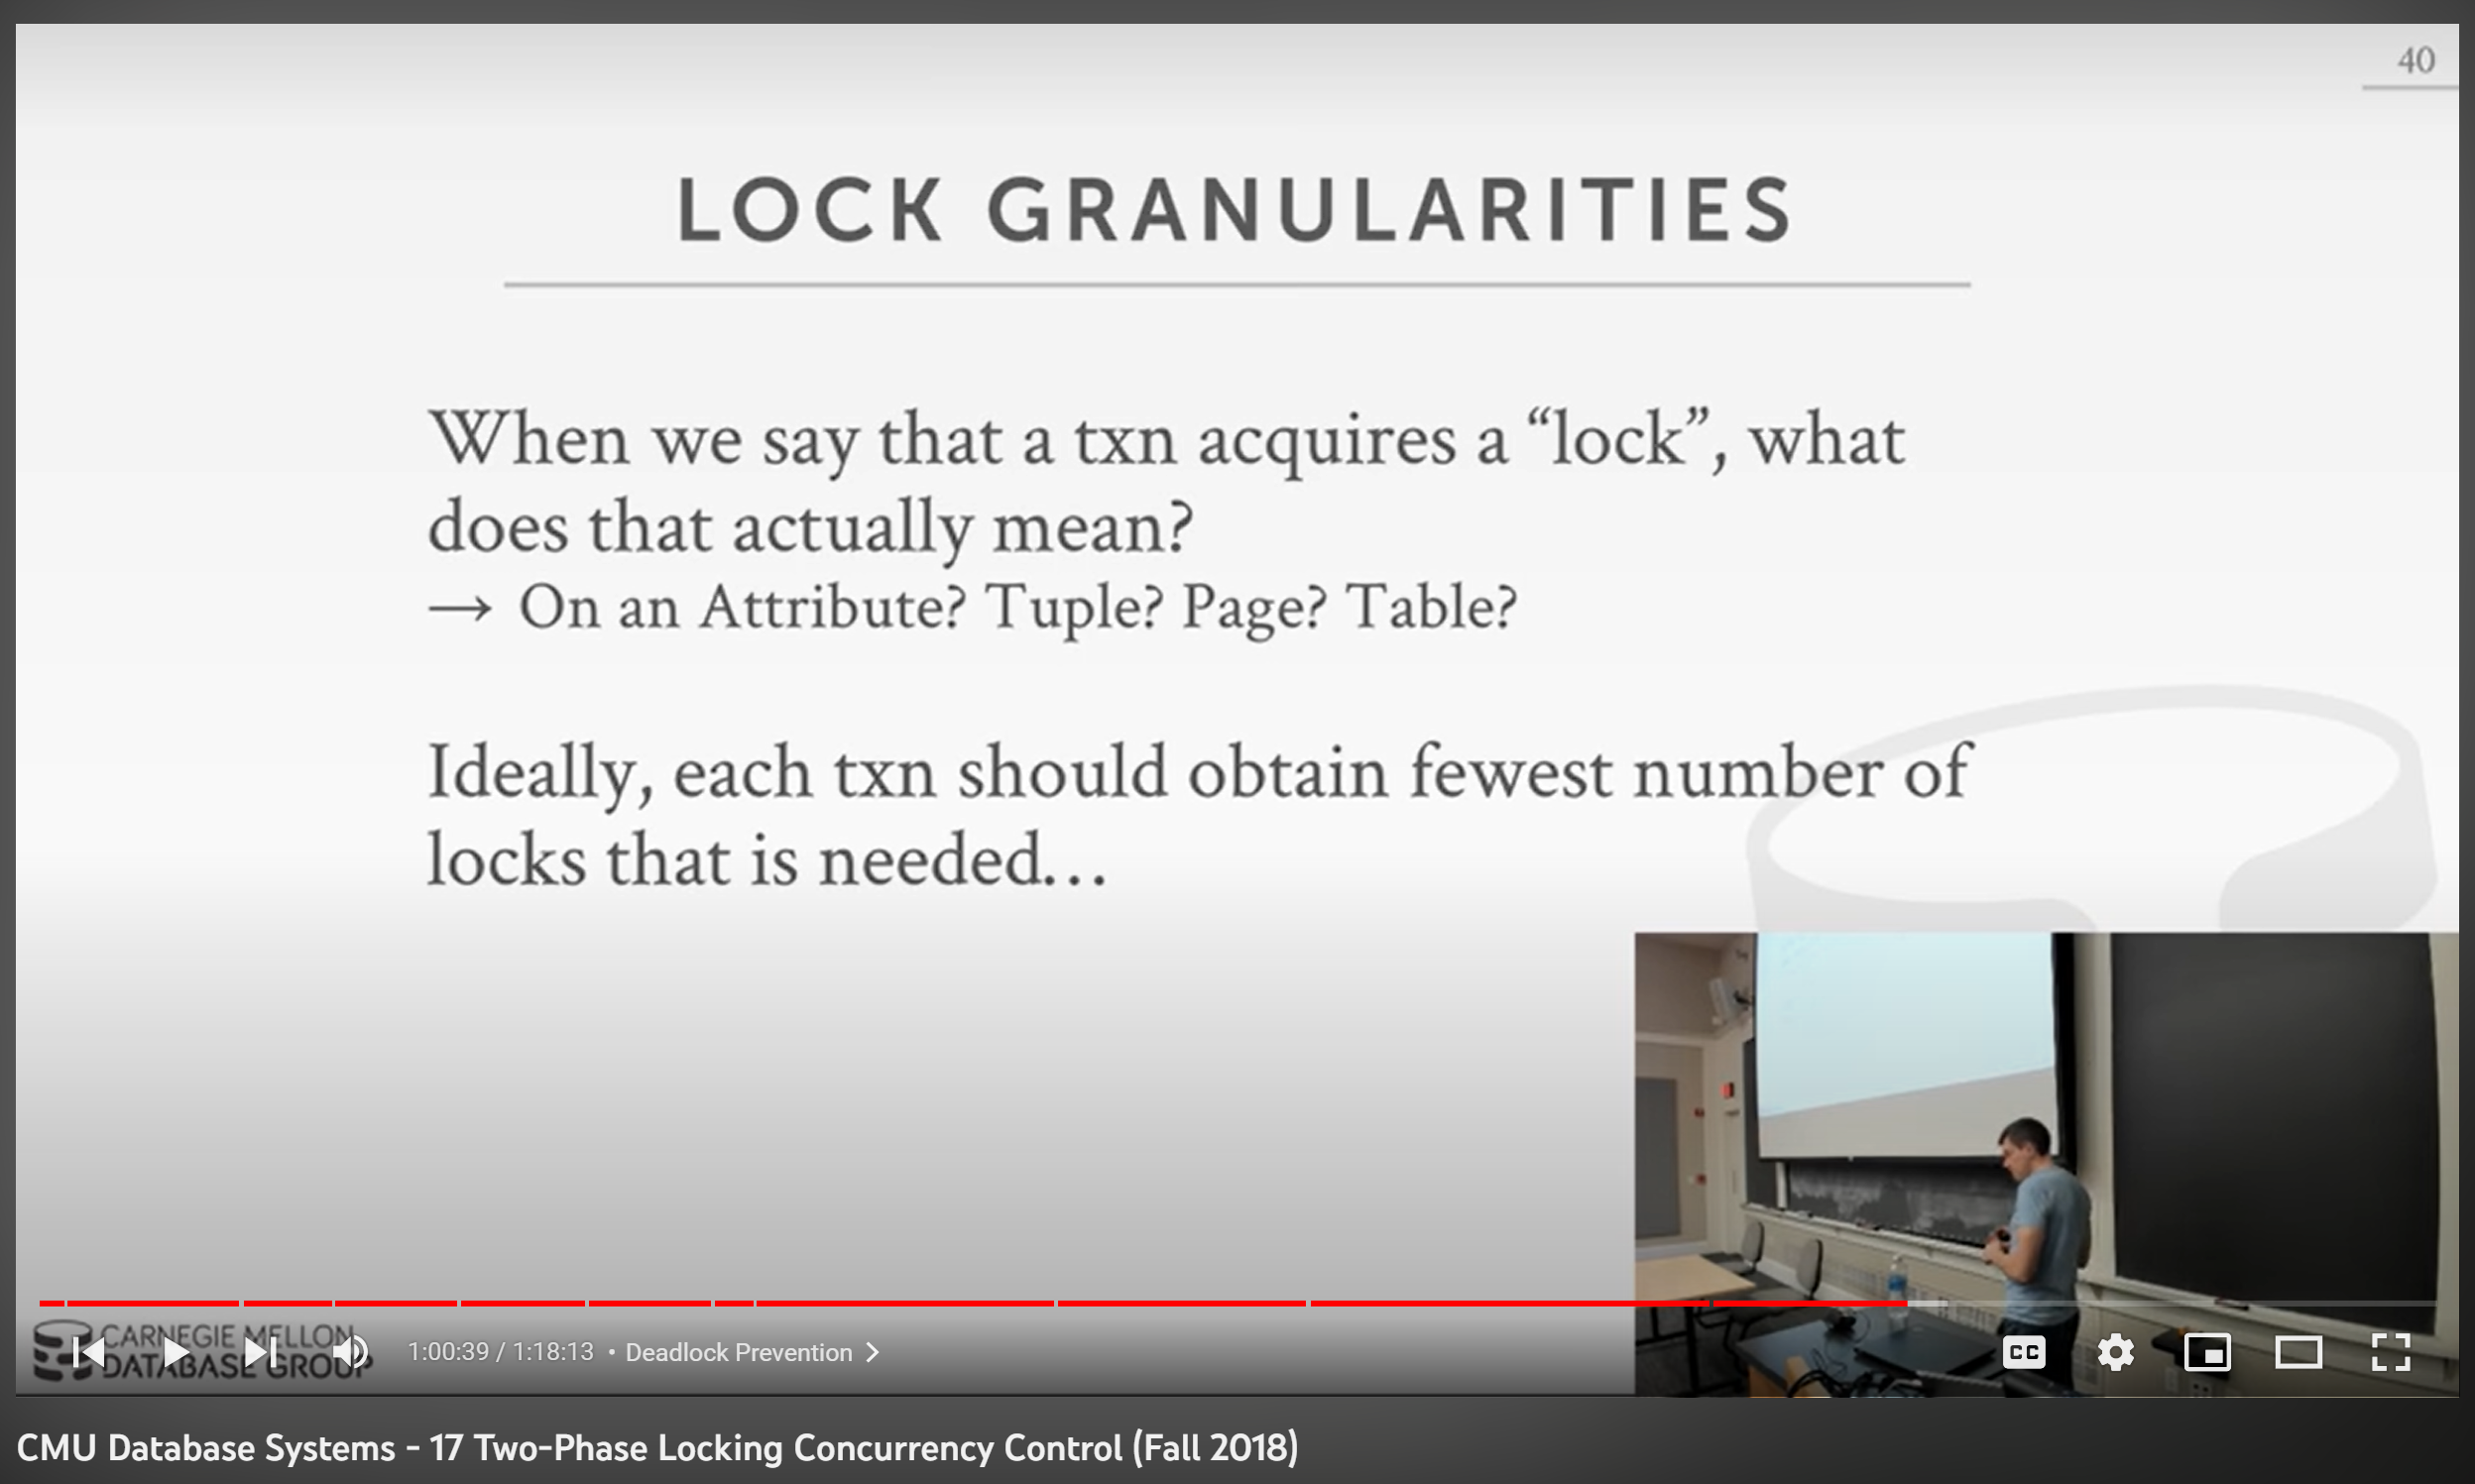 40
LOCK GRANULARITIES
When we say that a txn acquires a “lock”, what
does that actually mean?
→ On an Attribute? Tuple? Page? Table?
Ideally, each txn should obtain fewest number of
locks that is needed…
CARNEGIE MELLON
DATABASE GROUP
1:00:39 / 1:18:13 • Deadlock Prevention
CC
CMU Database Systems - 17 Two-Phase Locking Concurrency Control (Fall 2018)